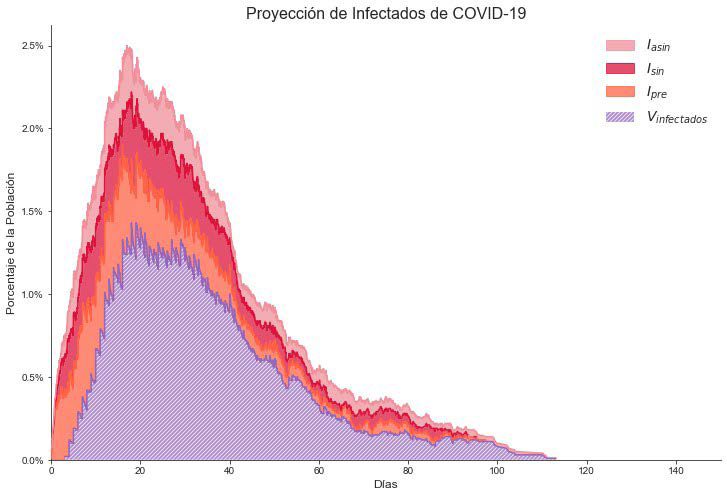 Proyección de Infectados de COVID-19
I_asin
I_sin
I_pre
V_infectados
Porcentaje de la Población
2.5%
2.0%
1.5%
1.0%
0.5%
0.0%
0 20 40 60 80 100 120 140
Días